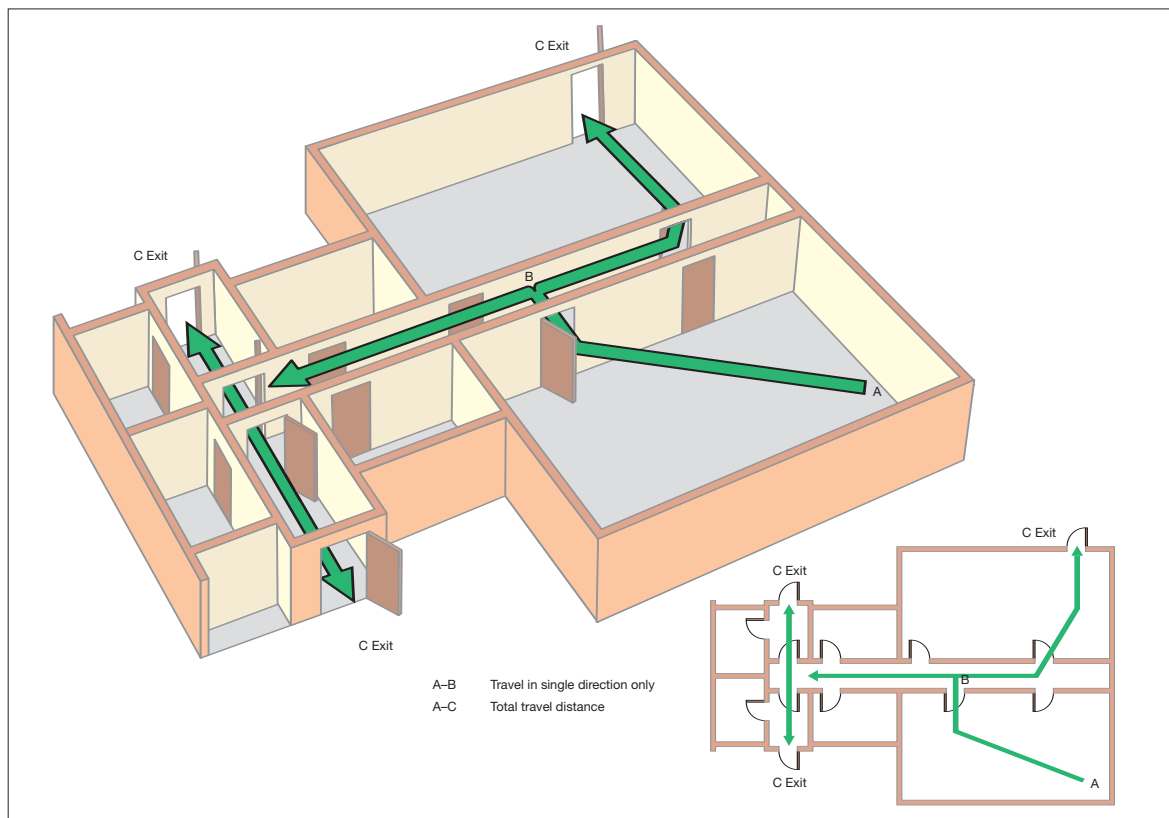 C Exit
C Exit
B
A
C Exit
A–B Travel in single direction only
A–C Total travel distance
C Exit
C Exit
B
A
C Exit